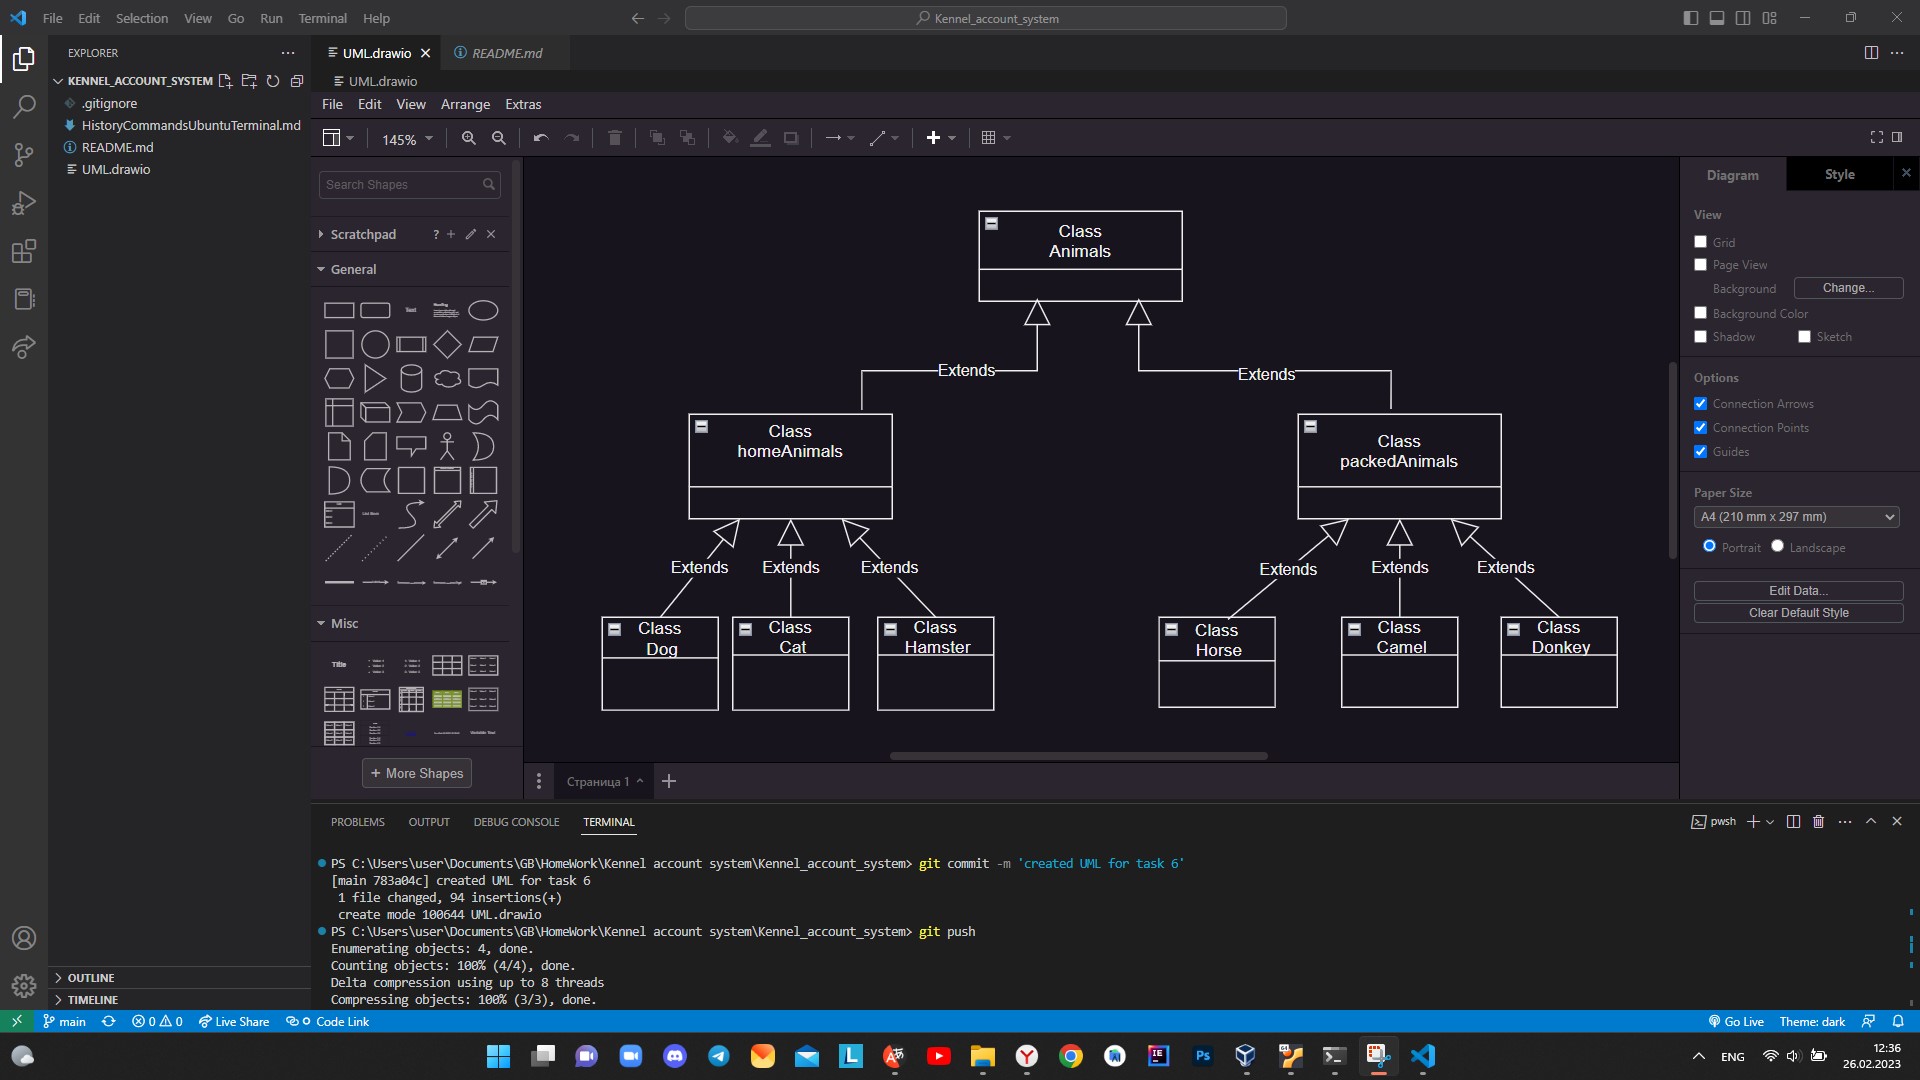 File Edit Selection View Go Run Terminal Help
Kennel_account_system
EXPLORER
KENNEL_ACCOUNT_SYSTEM
.gitignore
HistoryCommandsUbuntuTerminal.md
README.md
UML.drawio
OUTLINE
TIMELINE
UML.drawio README.md
UML.drawio
File Edit View Arrange Extras
145%
Search Shapes
Scratchpad ?
General
Text
Heading
List Item
Misc
Title
More Shapes
Class
Animals
Extends
Extends
Class
homeAnimals
Class
packedAnimals
Extends Extends Extends
Extends Extends Extends
Class
Dog
Class
Cat
Class
Hamster
Class
Horse
Class
Camel
Class
Donkey
Страница 1
Diagram Style
View
Grid
Page View
Background Change...
Background Color
Shadow Sketch
Options
Connection Arrows
Connection Points
Guides
Paper Size
A4 (210 mm x 297 mm)
Portrait Landscape
Edit Data...
Clear Default Style
PROBLEMS OUTPUT DEBUG CONSOLE TERMINAL
pwsh
PS C:\Users\user\Documents\GB\HomeWork\Kennel account system\Kennel_account_system> git commit -m 'created UML for task 6'
[main 783a04c] created UML for task 6
1 file changed, 94 insertions(+)
create mode 100644 UML.drawio
PS C:\Users\user\Documents\GB\HomeWork\Kennel account system\Kennel_account_system> git push
Enumerating objects: 4, done.
Counting objects: 100% (4/4), done.
Delta compression using up to 8 threads
Compressing objects: 100% (3/3), done.
main 0 0 Live Share Code Link
Go Live Theme: dark
ENG
12:36
26.02.2023